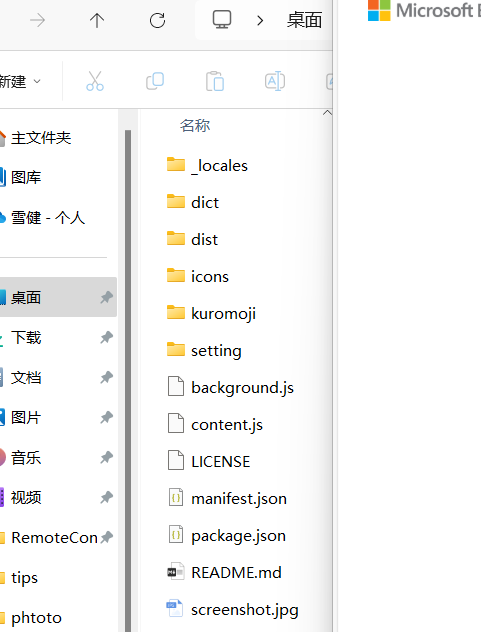 桌面
Microsoft
新建
名称
主文件夹
图库
雪健 - 个人
桌面
下载
文档
图片
音乐
视频
RemoteCon
tips
phtoto
_locales
dict
dist
icons
kuromoji
setting
background.js
content.js
LICENSE
manifest.json
package.json
README.md
screenshot.jpg